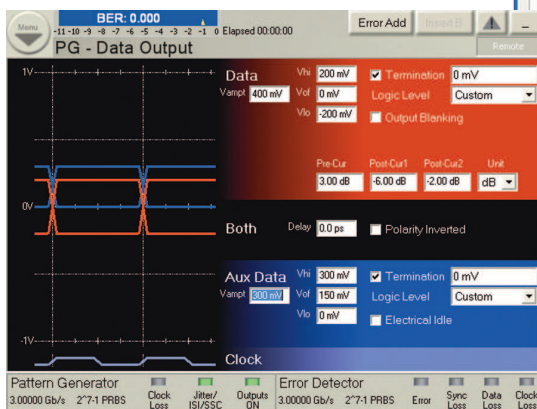 Menu
BER: 0.000
-11 -10 -9 -8 -7 -6 -5 -4 -3 -2 -1 0 Elapsed 00:00:00
Error Add
Insert B
PG - Data Output
Remote
1V
0V
-1V
Data
Vampt 400 mV
Vhi 200 mV
Vof 0 mV
Vlo -200 mV
Termination 0 mV
Logic Level Custom
Output Blanking
Pre-Cur Post-Cur1 Post-Cur2 Unit
3.00 dB -6.00 dB -2.00 dB dB
Both
Delay 0.0 ps
Polarity Inverted
Aux Data
Vampt 300 mV
Vhi 300 mV
Vof 150 mV
Vlo 0 mV
Termination 0 mV
Logic Level Custom
Electrical Idle
Clock
Pattern Generator
3.00000 Gb/s 2^7-1 PRBS
Clock Loss
Jitter/ ISI/SSC
Outputs ON
Error Detector
3.00000 Gb/s 2^7-1 PRBS
Error
Sync Loss
Data Loss
Clock Loss